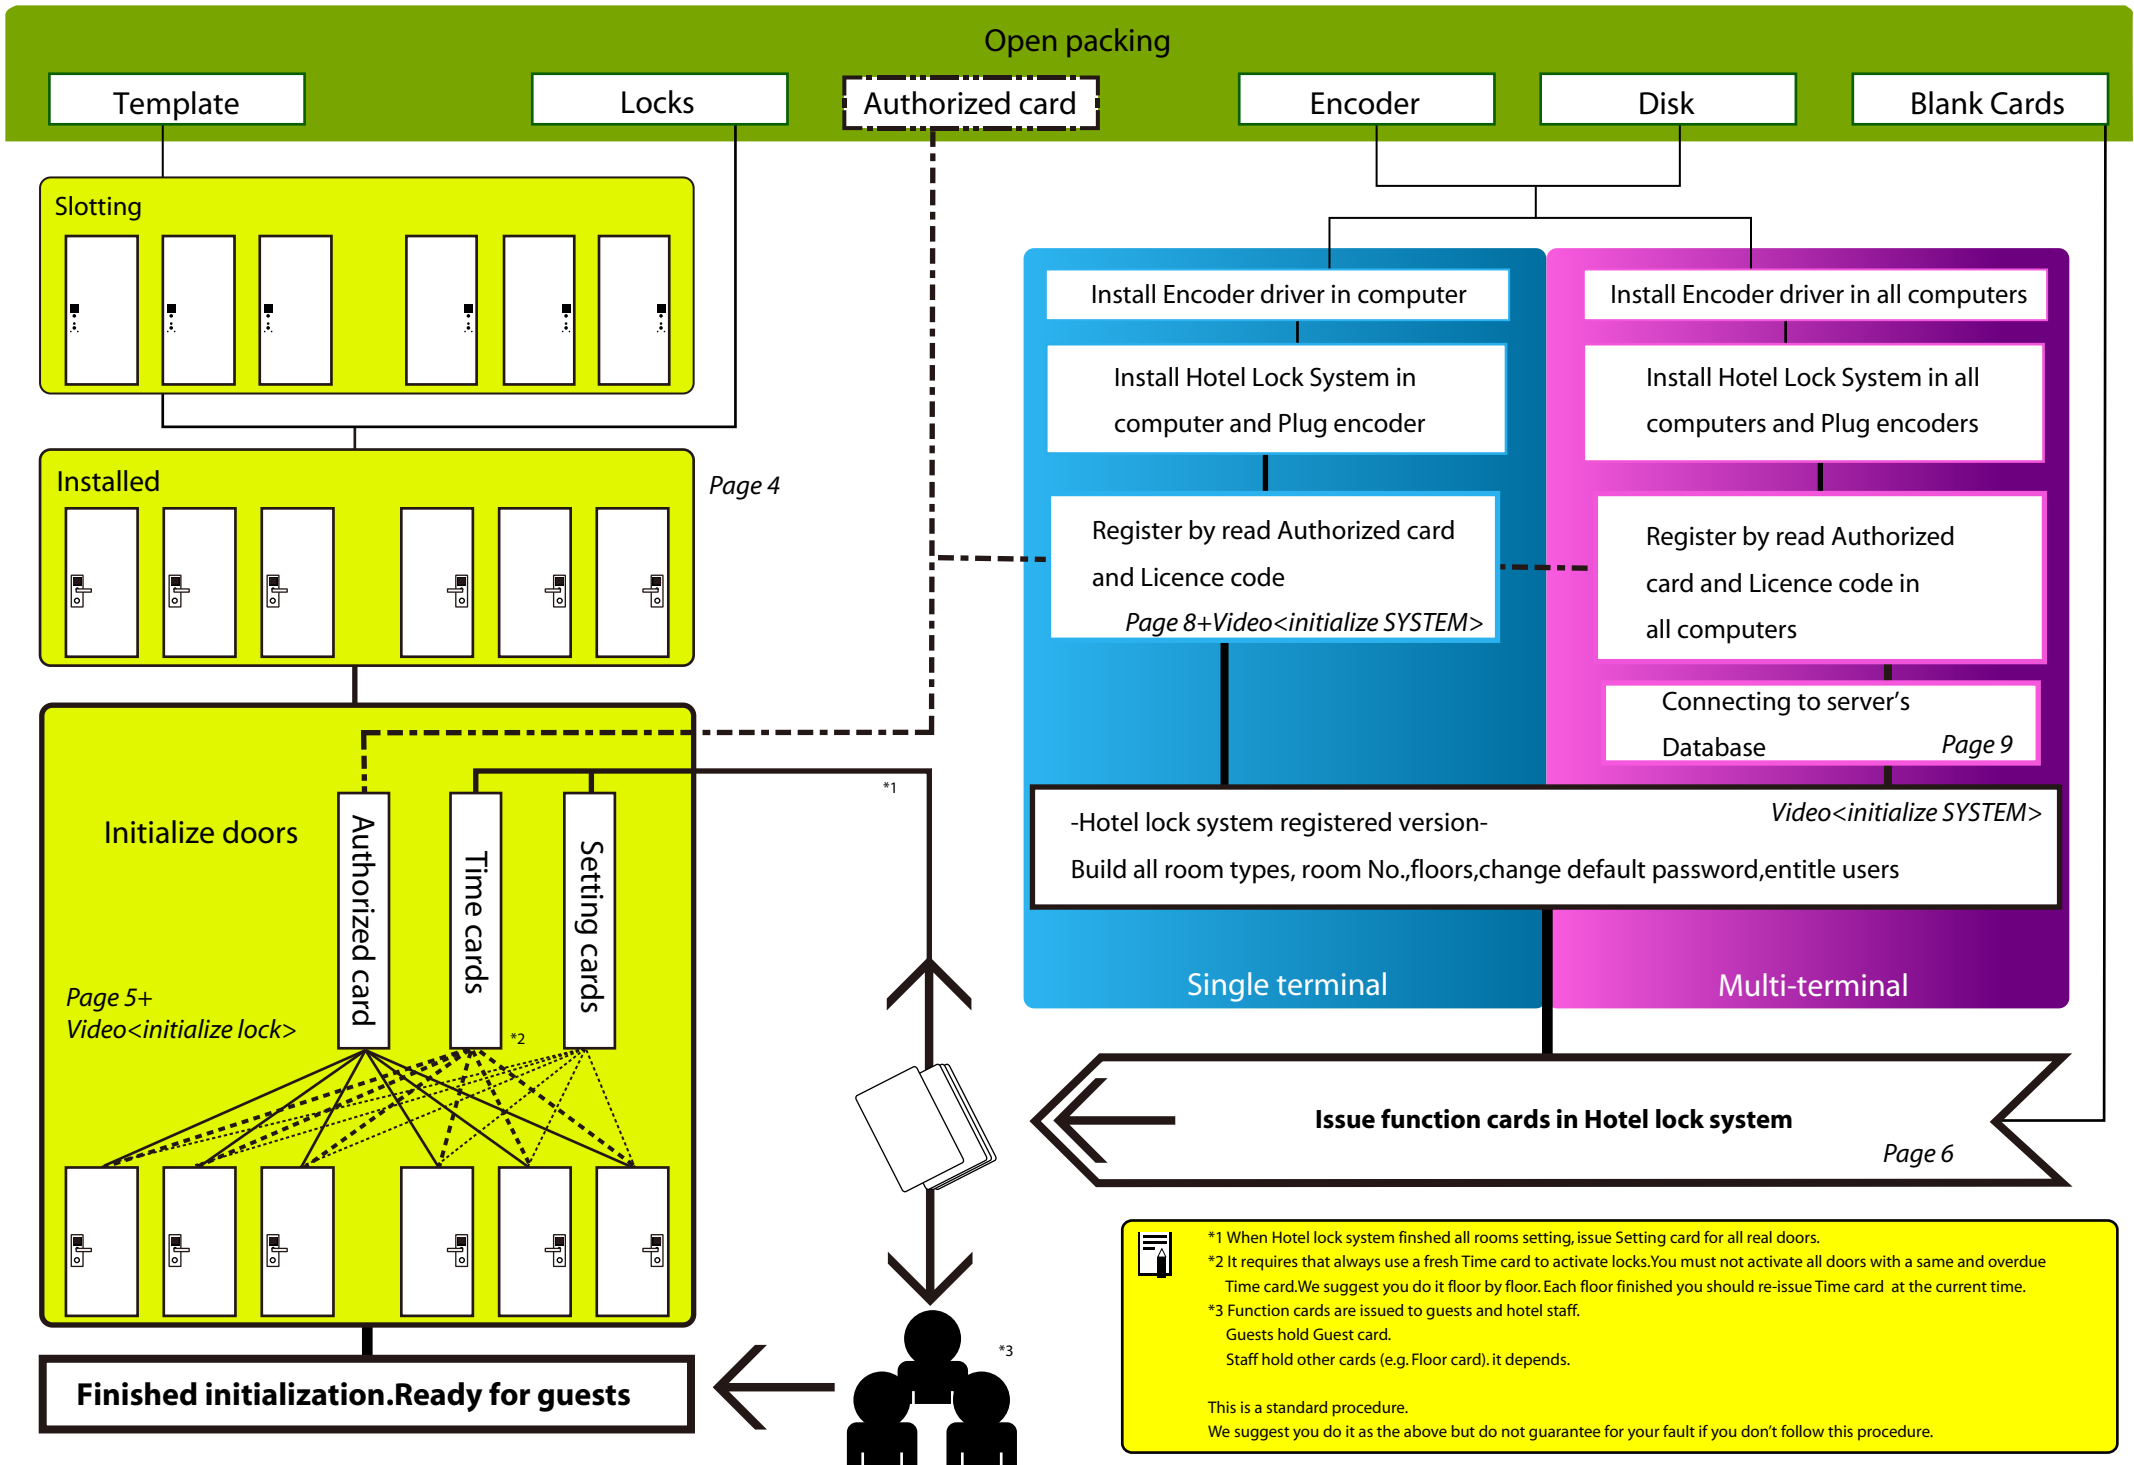 Open packing
Template
Locks
Authorized card
Encoder
Disk
Blank Cards
Slotting
Installed
Page 4
Initialize doors
Authorized card
Time cards
Setting cards
*1
*2
Page 5+
Video<initialize lock>
Finished initialization.Ready for guests
*3
Install Encoder driver in computer
Install Hotel Lock System in
computer and Plug encoder
Register by read Authorized card
and Licence code
Page 8+Video<initialize SYSTEM>
Install Encoder driver in all computers
Install Hotel Lock System in all
computers and Plug encoders
Register by read Authorized
card and Licence code in
all computers
Connecting to server’s
Database
Page 9
Video<initialize SYSTEM>
-Hotel lock system registered version-
Build all room types, room No.,floors,change default password,entitle users
Single terminal
Multi-terminal
Issue function cards in Hotel lock system
Page 6
*1 When Hotel lock system finshed all rooms setting, issue Setting card for all real doors.
*2 It requires that always use a fresh Time card to activate locks.You must not activate all doors with a same and overdue
Time card.We suggest you do it floor by floor. Each floor finished you should re-issue Time card at the current time.
*3 Function cards are issued to guests and hotel staff.
Guests hold Guest card.
Staff hold other cards (e.g. Floor card). it depends.
This is a standard procedure.
We suggest you do it as the above but do not guarantee for your fault if you don’t follow this procedure.